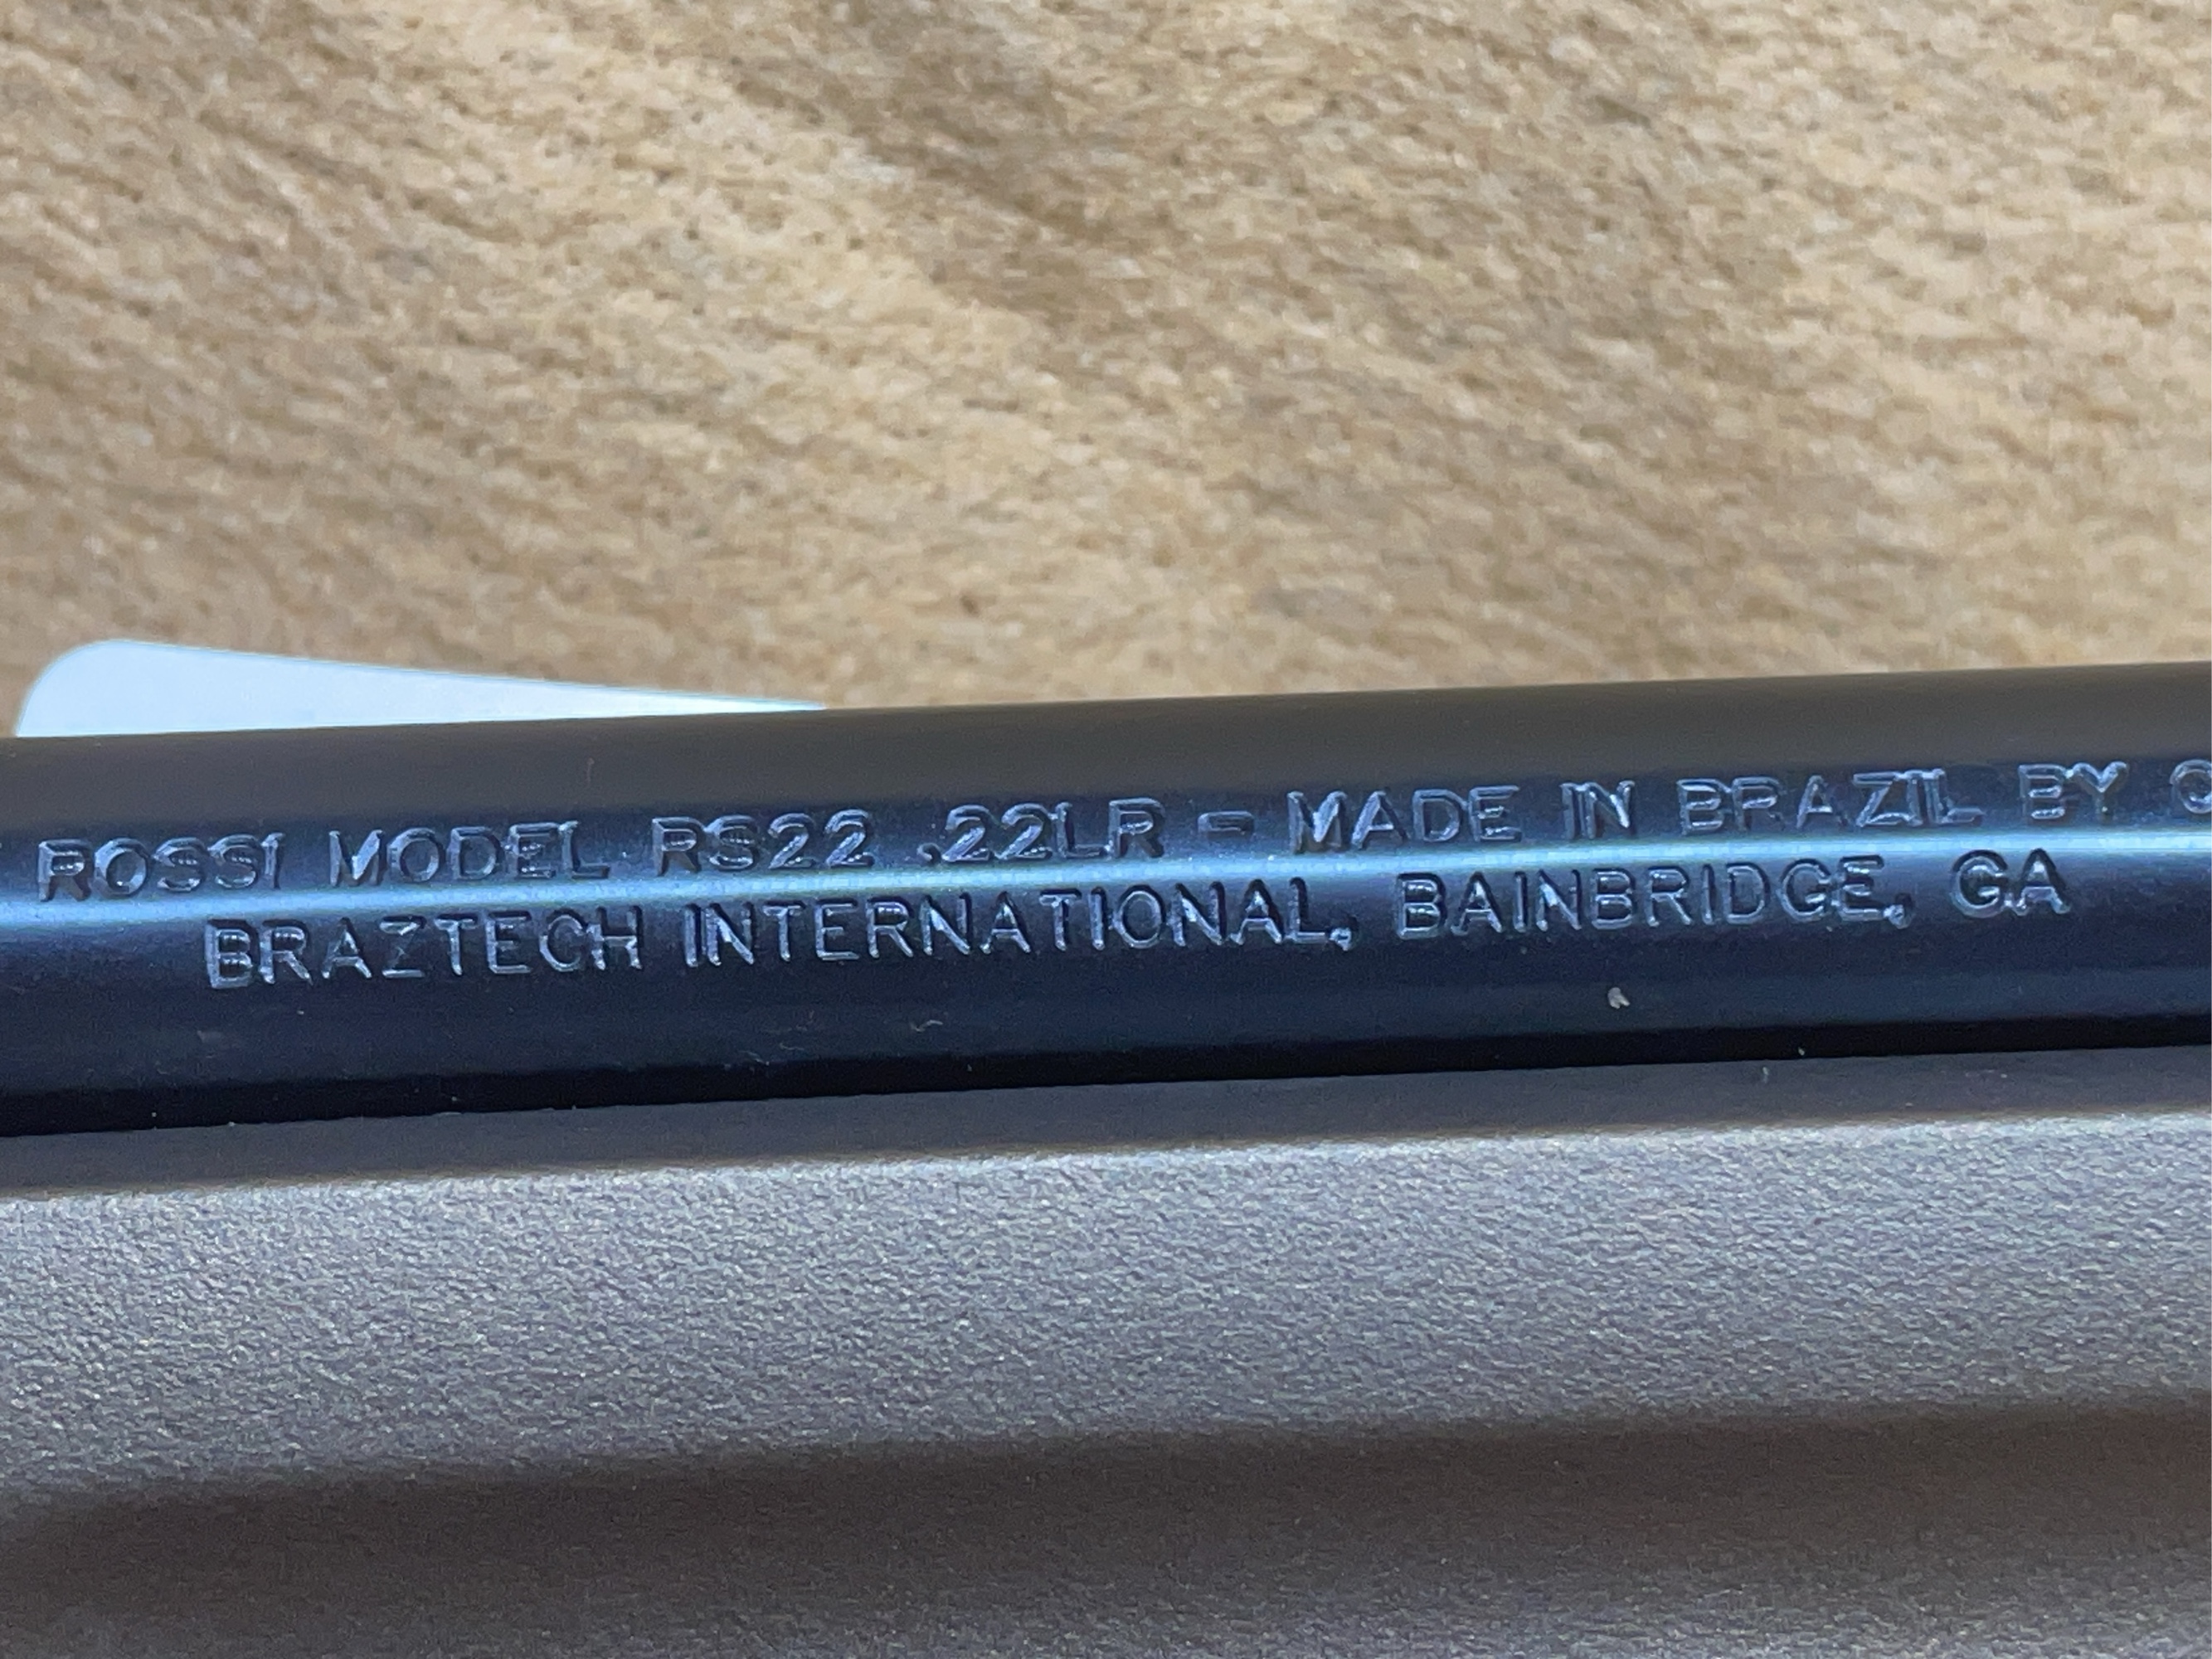 ROSSI MODEL RS22 .22LR - MADE IN BRAZIL BY
BRAZTECH INTERNATIONAL, BAINBRIDGE, GA